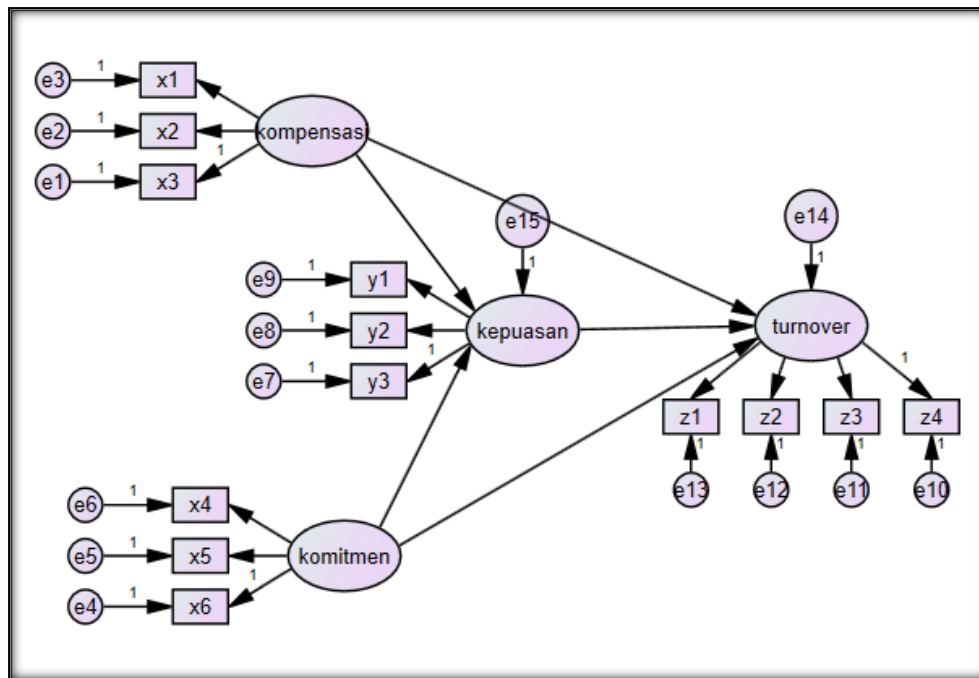 e3 1 x1
e2 1 x2
e1 1 x3
1
kompensasi
e15
1
e14
1
e9 1 y1
e8 1 y2
e7 1 y3
1
kepuasan
turnover
1
z1 z2 z3 z4
1 1 1 1
e13 e12 e11 e10
e6 1 x4
e5 1 x5
e4 1 x6
1
komitmen